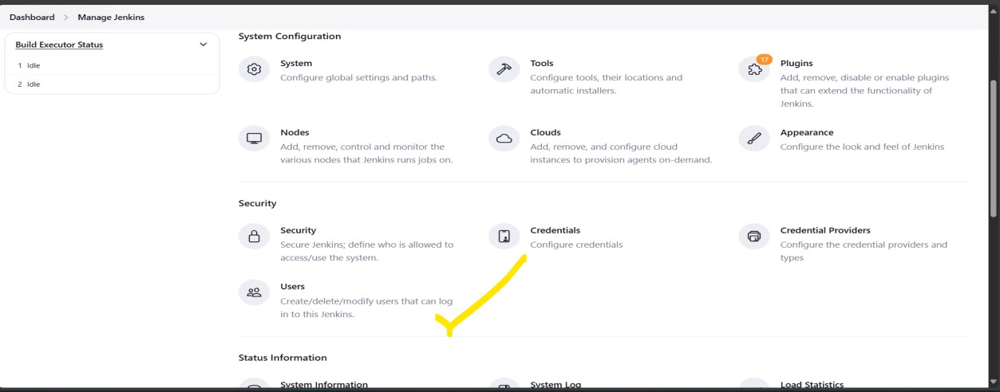 Dashboard > Manage Jenkins
Build Executor Status
1 Idle
2 Idle
System Configuration
System
Configure global settings and paths.
Tools
Configure tools, their locations and
automatic installers.
17
Plugins
Add, remove, disable or enable plugins
that can extend the functionality of
Jenkins.
Nodes
Add, remove, control and monitor the
various nodes that Jenkins runs jobs on.
Clouds
Add, remove, and configure cloud
instances to provision agents on-demand.
Appearance
Configure the look and feel of Jenkins
Security
Security
Secure Jenkins; define who is allowed to
access/use the system.
Credentials
Configure credentials
Credential Providers
Configure the credential providers and
types
Users
Create/delete/modify users that can log
in to this Jenkins.
Status Information
System Information
System Log
Load Statistics